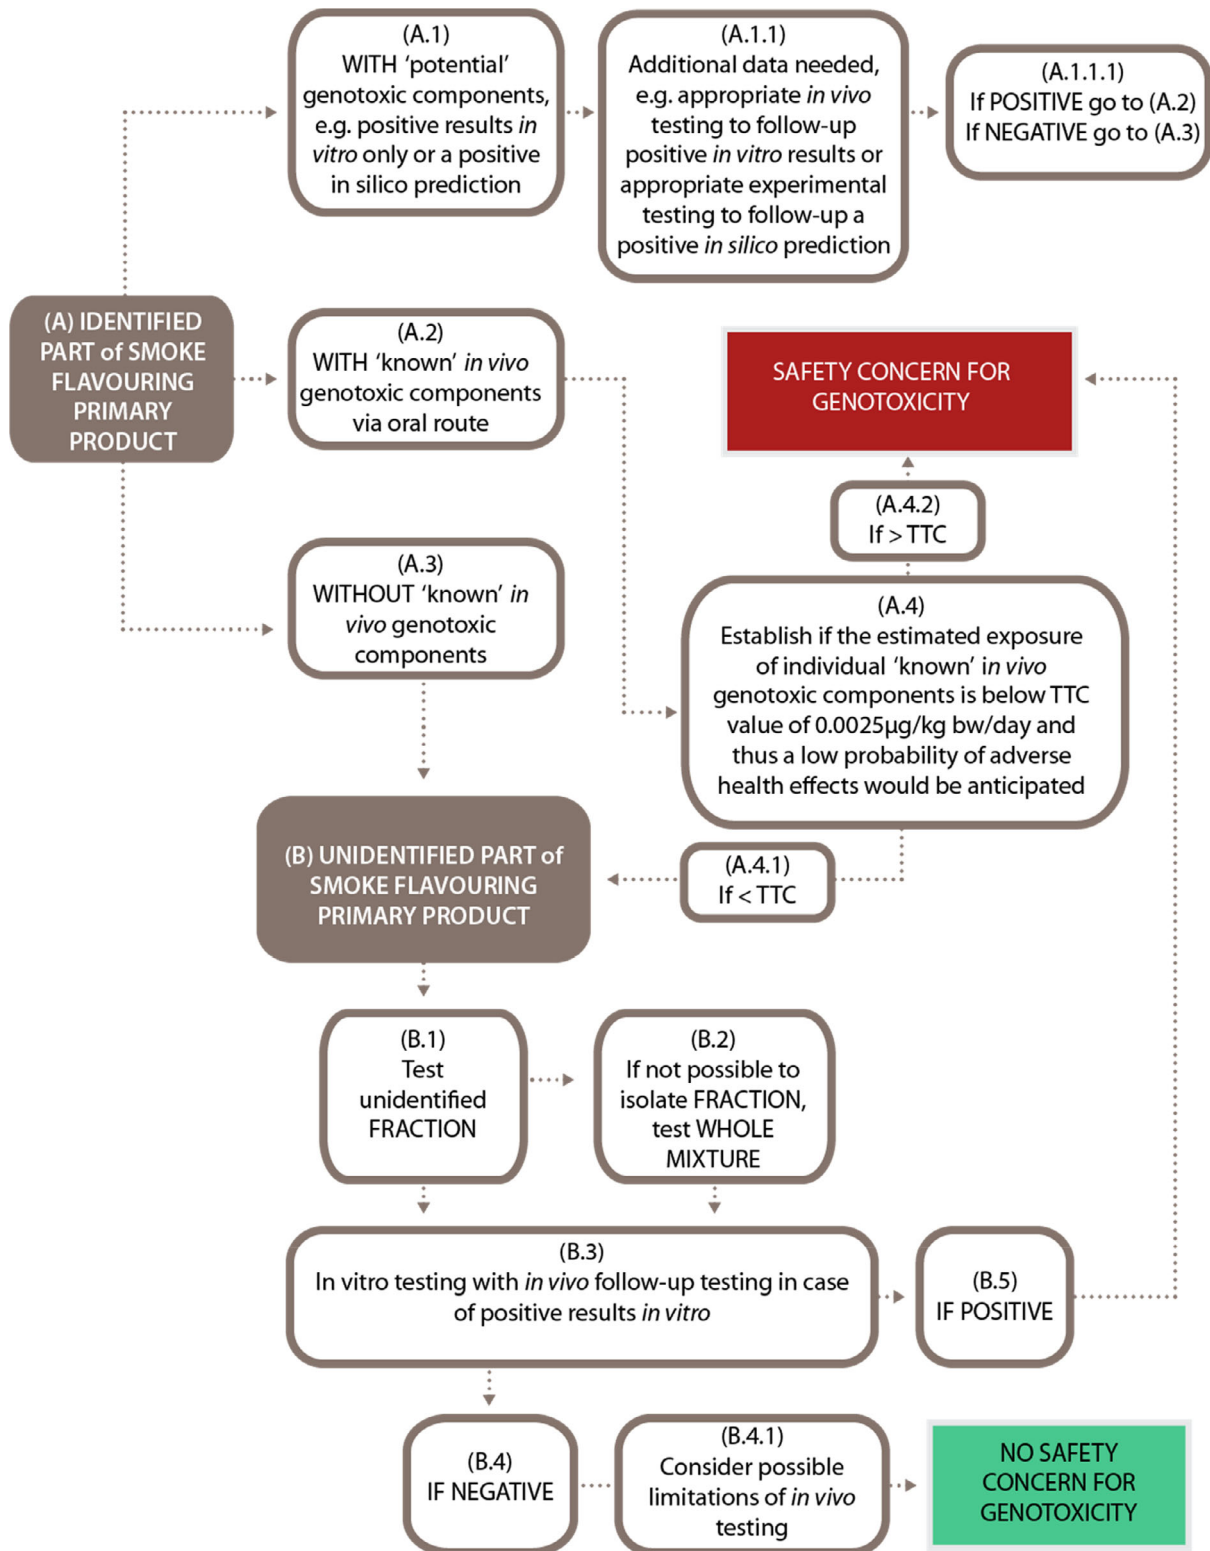 (A.1)
WITH ‘potential’
genotoxic components,
e.g. positive results in
vitro only or a positive
in silico prediction
(A.1.1)
Additional data needed,
e.g. appropriate in vivo
testing to follow-up
positive in vitro results or
appropriate experimental
testing to follow-up a
positive in silico prediction
(A.1.1.1)
If POSITIVE go to (A.2)
If NEGATIVE go to (A.3)
(A) IDENTIFIED
PART of SMOKE
FLAVOURING
PRIMARY
PRODUCT
(A.2)
WITH ‘known’ in vivo
genotoxic components
via oral route
SAFETY CONCERN FOR
GENOTOXICITY
(A.4.2)
If > TTC
(A.3)
WITHOUT ‘known’ in
vivo genotoxic
components
(A.4)
Establish if the estimated exposure
of individual ‘known’ in vivo
genotoxic components is below TTC
value of 0.0025µg/kg bw/day and
thus a low probability of adverse
health effects would be anticipated
(B) UNIDENTIFIED PART of
SMOKE FLAVOURING
PRIMARY PRODUCT
(A.4.1)
If < TTC
(B.1)
Test
unidentified
FRACTION
(B.2)
If not possible to
isolate FRACTION,
test WHOLE
MIXTURE
(B.3)
In vitro testing with in vivo follow-up testing in case
of positive results in vitro
(B.5)
IF POSITIVE
(B.4)
IF NEGATIVE
(B.4.1)
Consider possible
limitations of in vivo
testing
NO SAFETY
CONCERN FOR
GENOTOXICITY